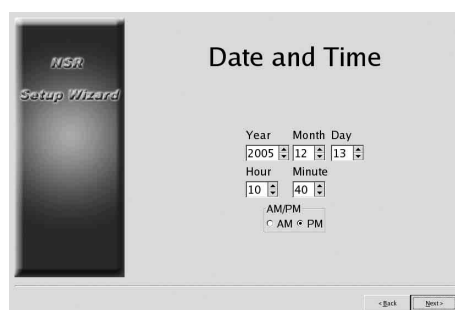 NSR
Setup Wizard
Date and Time
Year Month Day
2005 12 13
Hour Minute
10 40
AM/PM
AM PM
< Back Next >